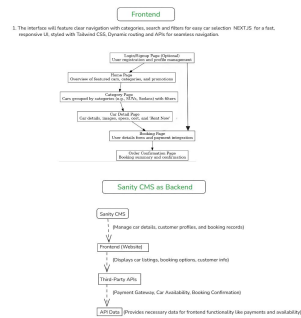 Frontend
1. The interface will feature clear navigation with categories, search and filters for easy car selection NEXTJS for a fast,
responsive UI, styled with Tailwind CSS, Dynamic routing and APIs for seamless navigation.
Login/Signup Page (Optional)
User registration and profile management
Home Page
Overview of featured cars, categories, and promotions
Category Page
Cars grouped by categories (e.g., SUVs, Sedans) with filters
Car Detail Page
Car details, images, specs, cost, and 'Rent Now'
Booking Page
User details form and payment integration
Order Confirmation Page
Booking summary and confirmation
Sanity CMS as Backend
Sanity CMS
(Manage car details, customer profiles, and booking records)
Frontend (Website)
(Displays car listings, booking options, customer info)
Third-Party APIs
(Payment Gateway, Car Availability, Booking Confirmation)
API Data (Provides necessary data for frontend functionality like payments and availability)